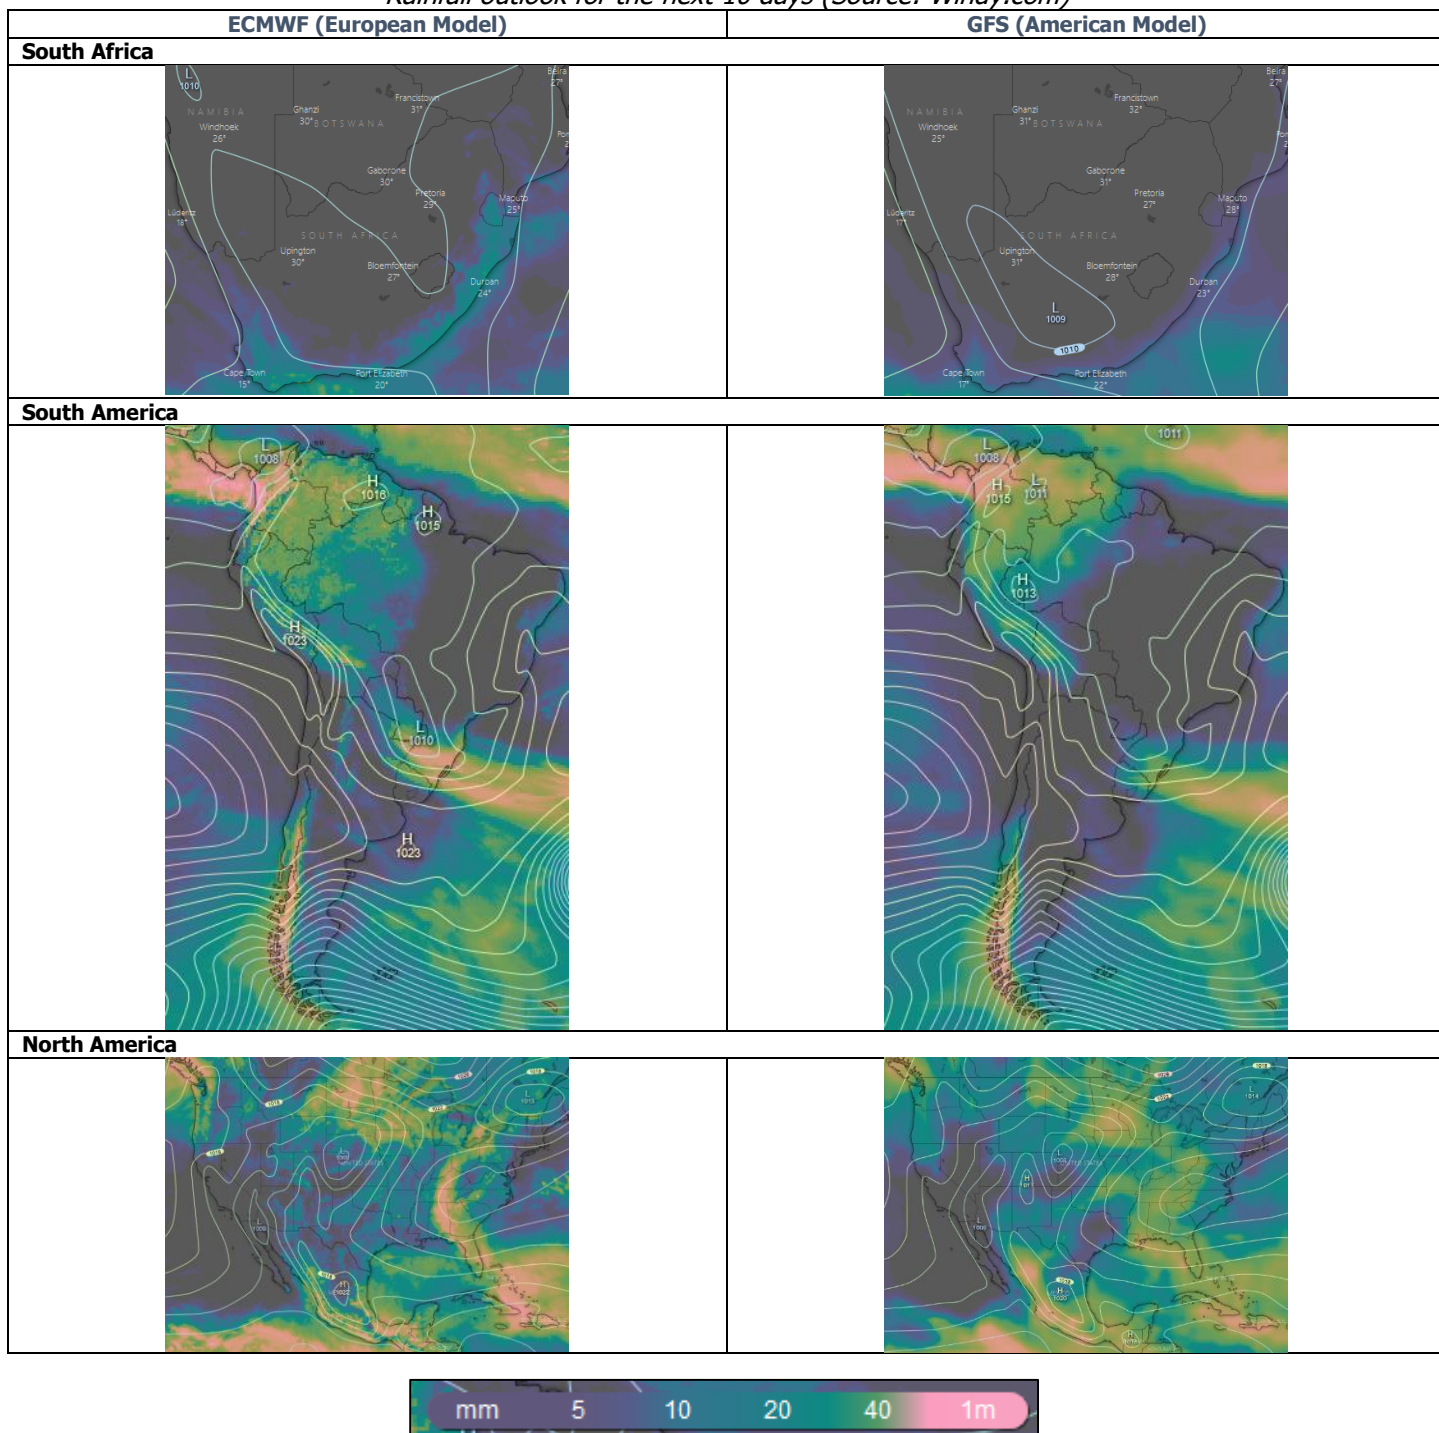 Rainfall outlook for the next 10 days (Source: Windy.com)
ECMWF (European Model)
GFS (American Model)
South Africa
L
1010
Beira
27°
Francistown
31°
Ghanzi
30°
NAMIBIA
BOTSWANA
Windhoek
26°
Gaborone
30°
Pretoria
29°
Maputo
25°
Lüderitz
18°
SOUTH AFRICA
Upington
30°
Bloemfontein
27°
Durban
24°
Cape Town
15°
Port Elizabeth
20°
Beira
27°
Francistown
32°
Ghanzi
31°
NAMIBIA
BOTSWANA
Windhoek
25°
Gaborone
31°
Pretoria
27°
Maputo
28°
Lüderitz
17°
SOUTH AFRICA
Upington
31°
Bloemfontein
28°
Durban
23°
L
1009
1010
Cape Town
17°
Port Elizabeth
22°
South America
L
1008
H
1016
H
1015
H
1023
L
1010
H
1023
1011
L
1008
H
1015
L
1011
H
1013
North America
L
L
UNITED STATES
L
1009
H
L
1014
L
H
L
H
1020
H
mm 5 10 20 40 1m